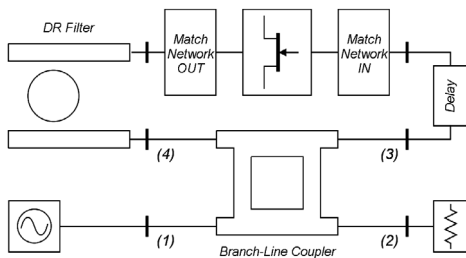 DR Filter
Match
Network
OUT
Match
Network
IN
Delay
(4)
(3)
(1)
(2)
Branch-Line Coupler